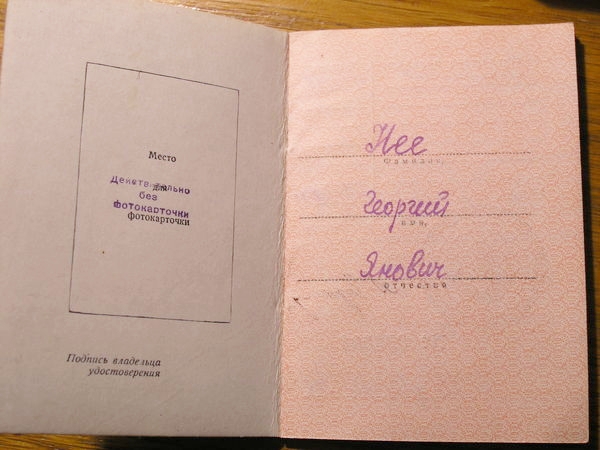 Место
для
фотокарточки
Действительно
без
фотокарточки
Подпись владельца
удостоверения
Нее
фамилия,
Георгий
имя,
Янович
отчество